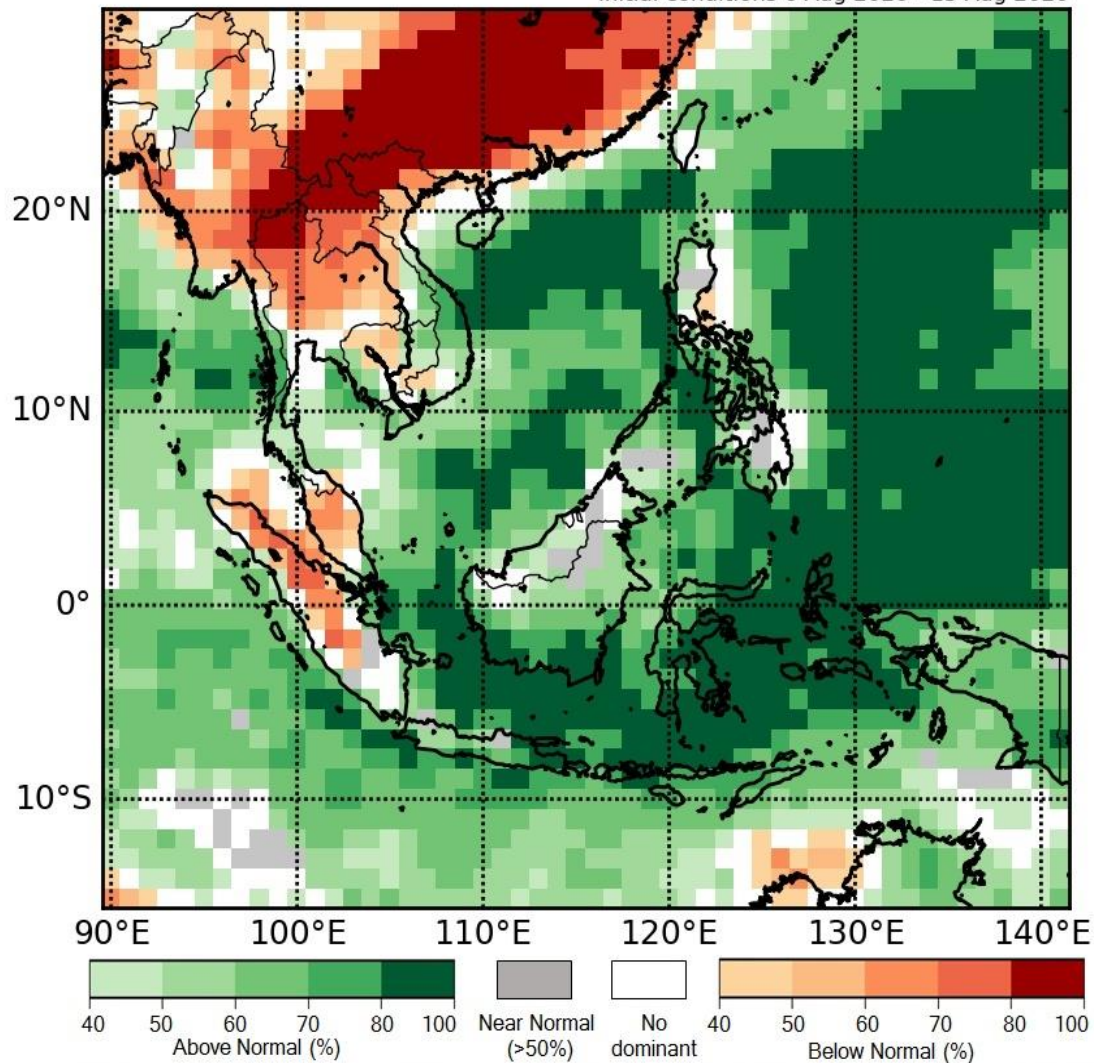 20°N
10°N
0°
10°S
90°E 100°E 110°E 120°E 130°E 140°E
40 50 60 70 80 100 40 50 60 70 80 100
Above Normal (%) Near Normal (>50%) No dominant Below Normal (%)